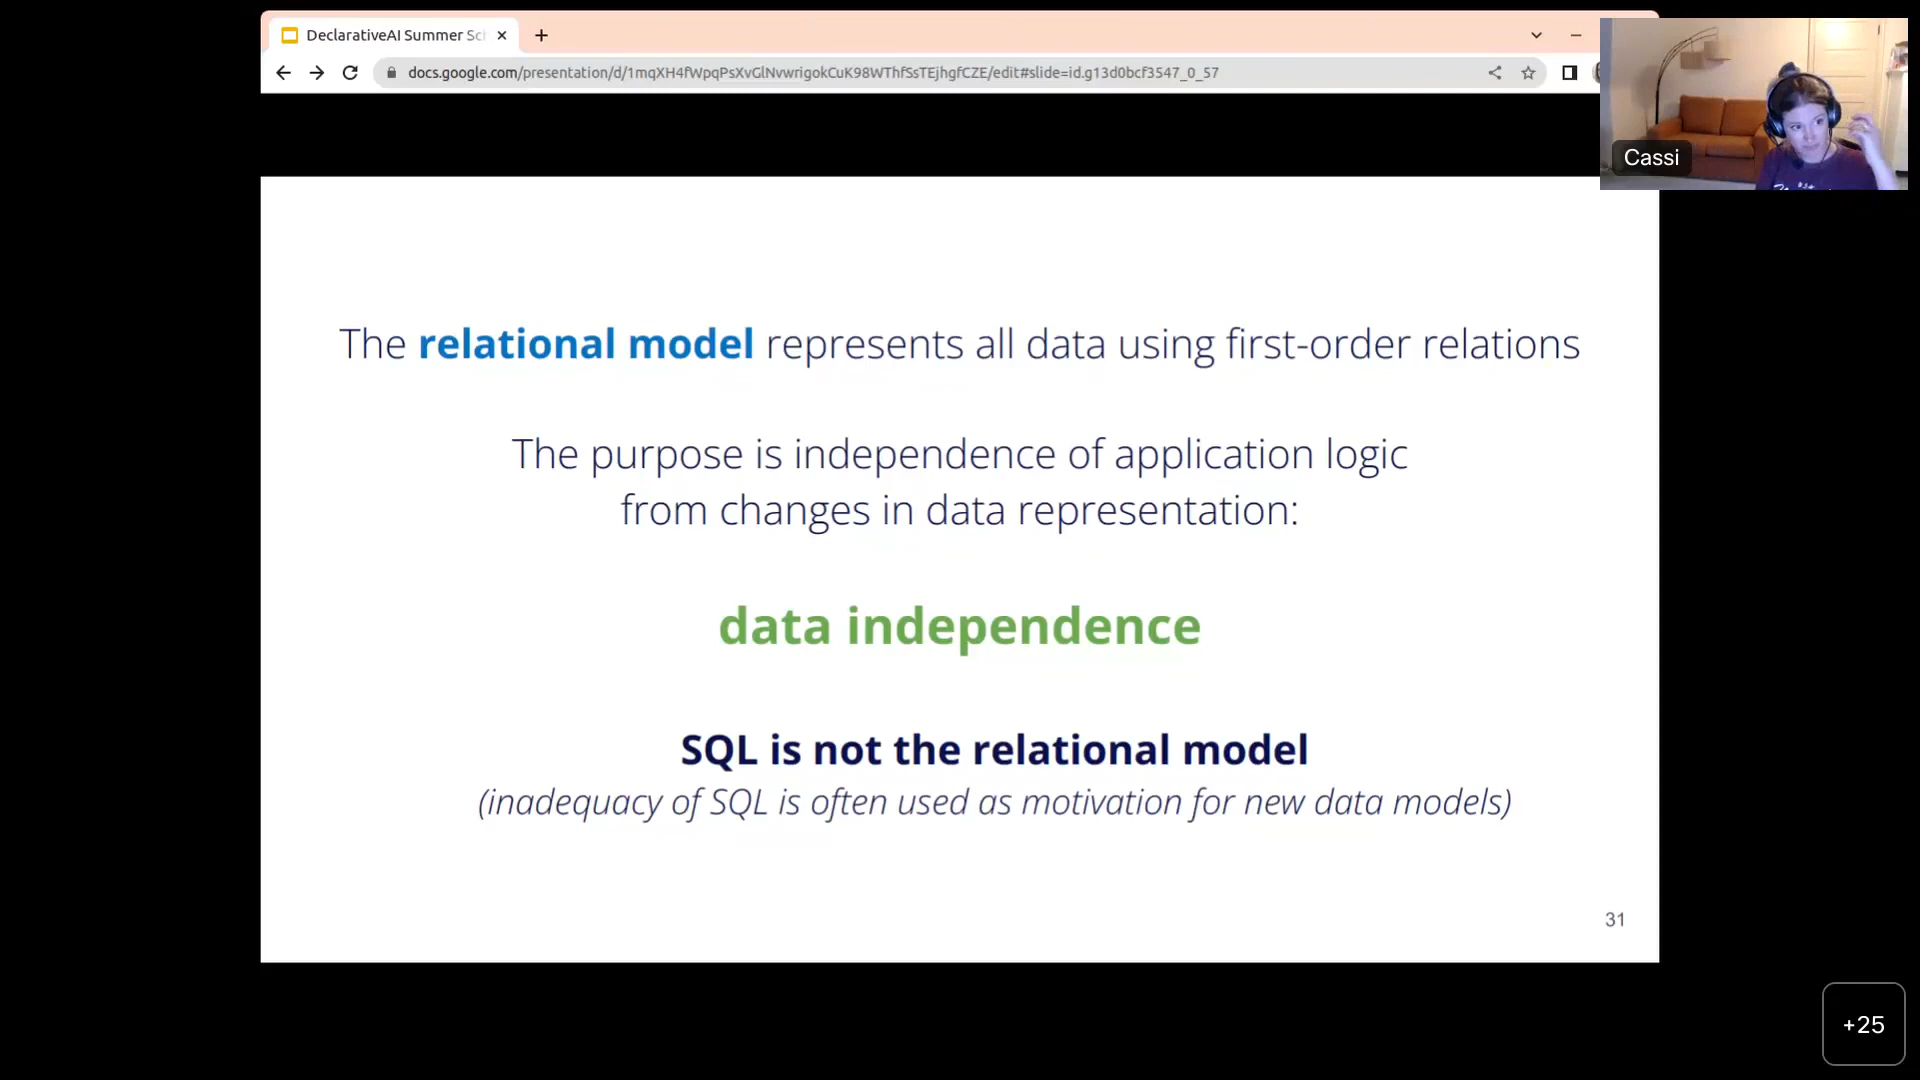 DeclarativeAI Summer Sc
docs.google.com/presentation/d/1mqXH4fWpqPsXvGlNvwrigokCuK98WThfSsTEjhgfCZE/edit#slide=id.g13d0bcf3547_0_57
Cassi
The relational model represents all data using first-order relations
The purpose is independence of application logic
from changes in data representation:
data independence
SQL is not the relational model
(inadequacy of SQL is often used as motivation for new data models)
31
+25